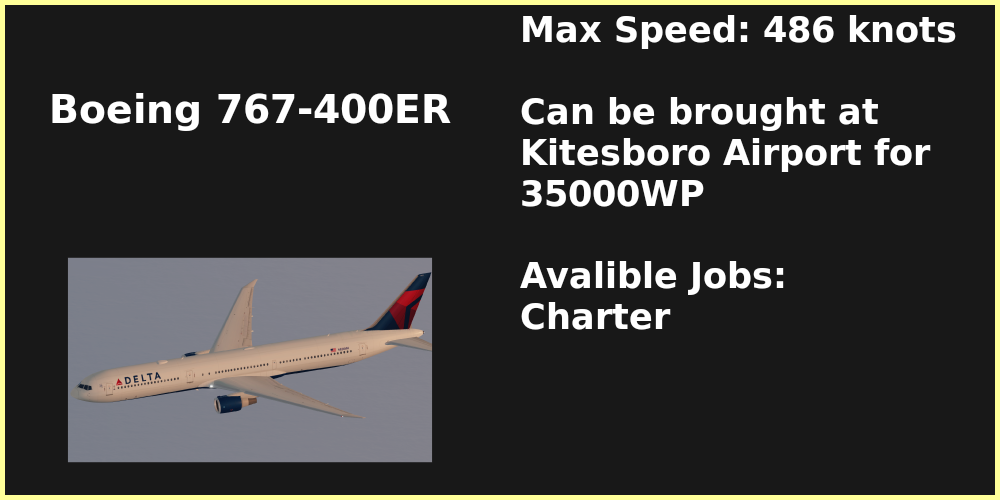 Boeing 767-400ER
DELTA
Max Speed: 486 knots
Can be brought at
Kitesboro Airport for
35000WP
Avalible Jobs:
Charter